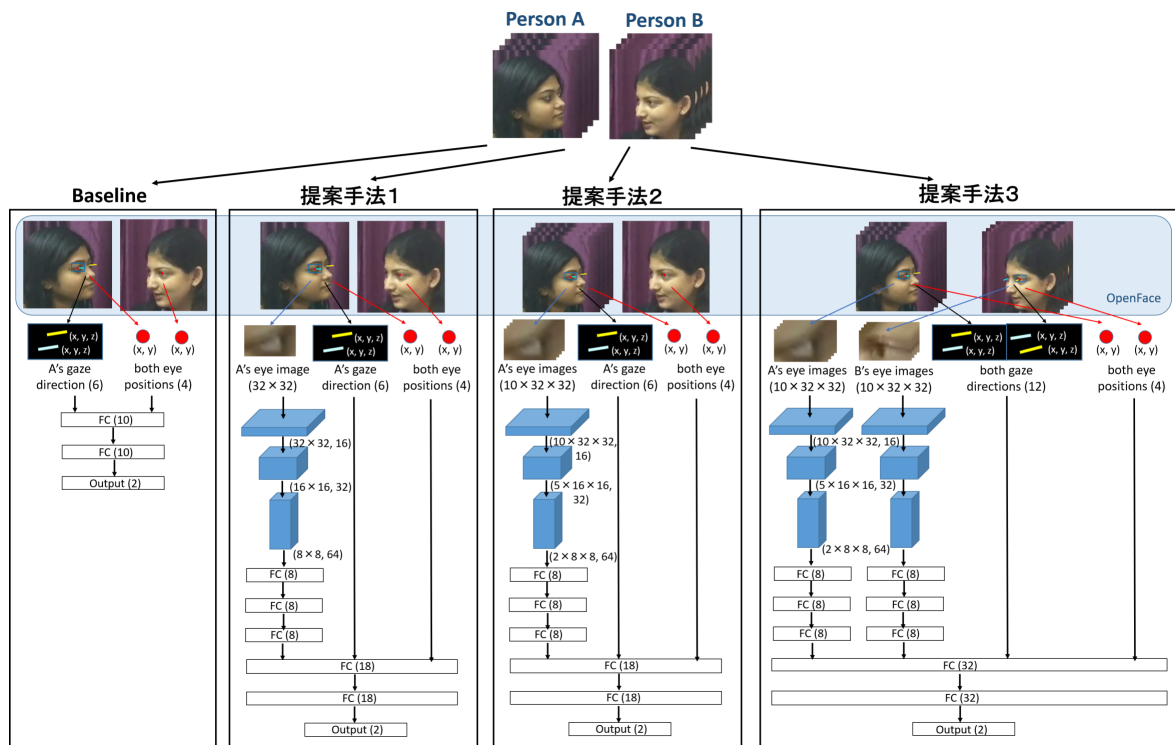 Person A
Person B
Baseline
提案手法1
提案手法2
提案手法3
OpenFace
(x, y, z)
(x, y, z)
(x, y)
(x, y)
A's gaze
direction (6)
both eye
positions (4)
FC (10)
FC (10)
Output (2)
(x, y, z)
(x, y, z)
(x, y)
(x, y)
A's eye image
(32×32)
A's gaze
direction (6)
both eye
positions (4)
(32×32, 16)
(16×16, 32)
(8×8, 64)
FC (8)
FC (8)
FC (8)
FC (18)
FC (18)
Output (2)
(x, y, z)
(x, y, z)
(x, y)
(x, y)
A's eye images
(10×32×32)
A's gaze
direction (6)
both eye
positions (4)
(10×32×32,
16)
(5×16×16,
32)
(2×8×8, 64)
FC (8)
FC (8)
FC (8)
FC (18)
FC (18)
Output (2)
(x, y, z)
(x, y, z)
(x, y, z)
(x, y, z)
(x, y)
(x, y)
A's eye images
(10×32×32)
B's eye images
(10×32×32)
both gaze
directions (12)
both eye
positions (4)
(10×32×32, 16)
(5×16×16, 32)
(2×8×8, 64)
FC (8)
FC (8)
FC (8)
FC (8)
FC (8)
FC (8)
FC (32)
FC (32)
Output (2)